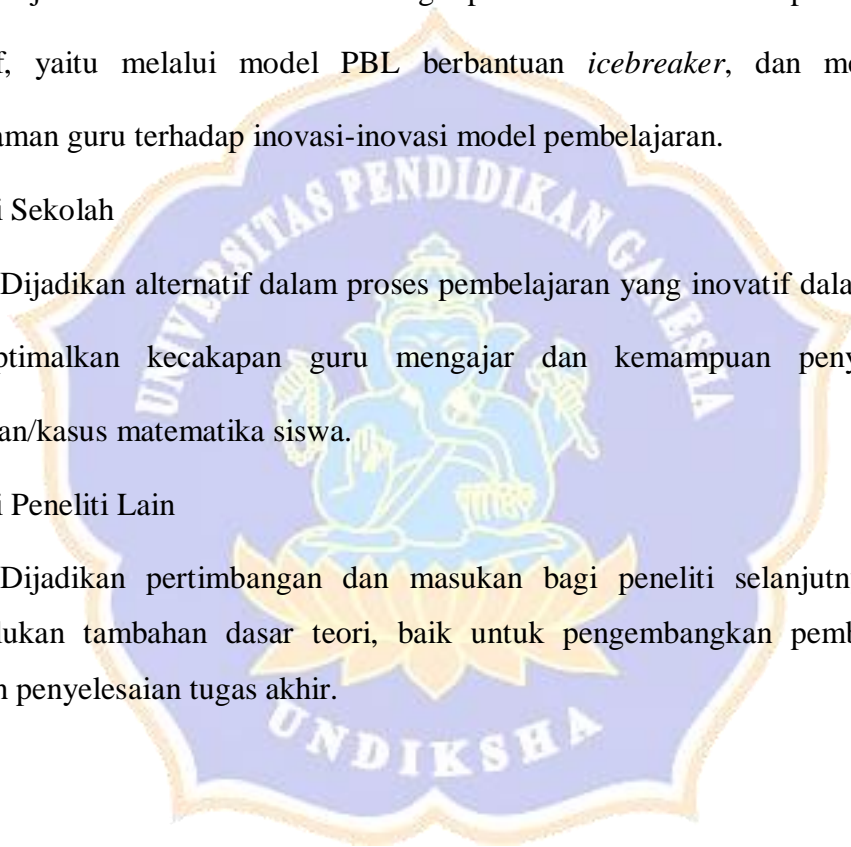 f, yaitu melalui model PBL berbantuan icebreaker, dan me
aman guru terhadap inovasi-inovasi model pembelajaran.
i Sekolah
Dijadikan alternatif dalam proses pembelajaran yang inovatif dala
ptimalkan kecakapan guru mengajar dan kemampuan peny
an/kasus matematika siswa.
i Peneliti Lain
Dijadikan pertimbangan dan masukan bagi peneliti selanjutn
lukan tambahan dasar teori, baik untuk pengembangkan pemb
n penyelesaian tugas akhir.
UNIVERSITAS PENDIDIKAN GANESHA
UNDIKSHA